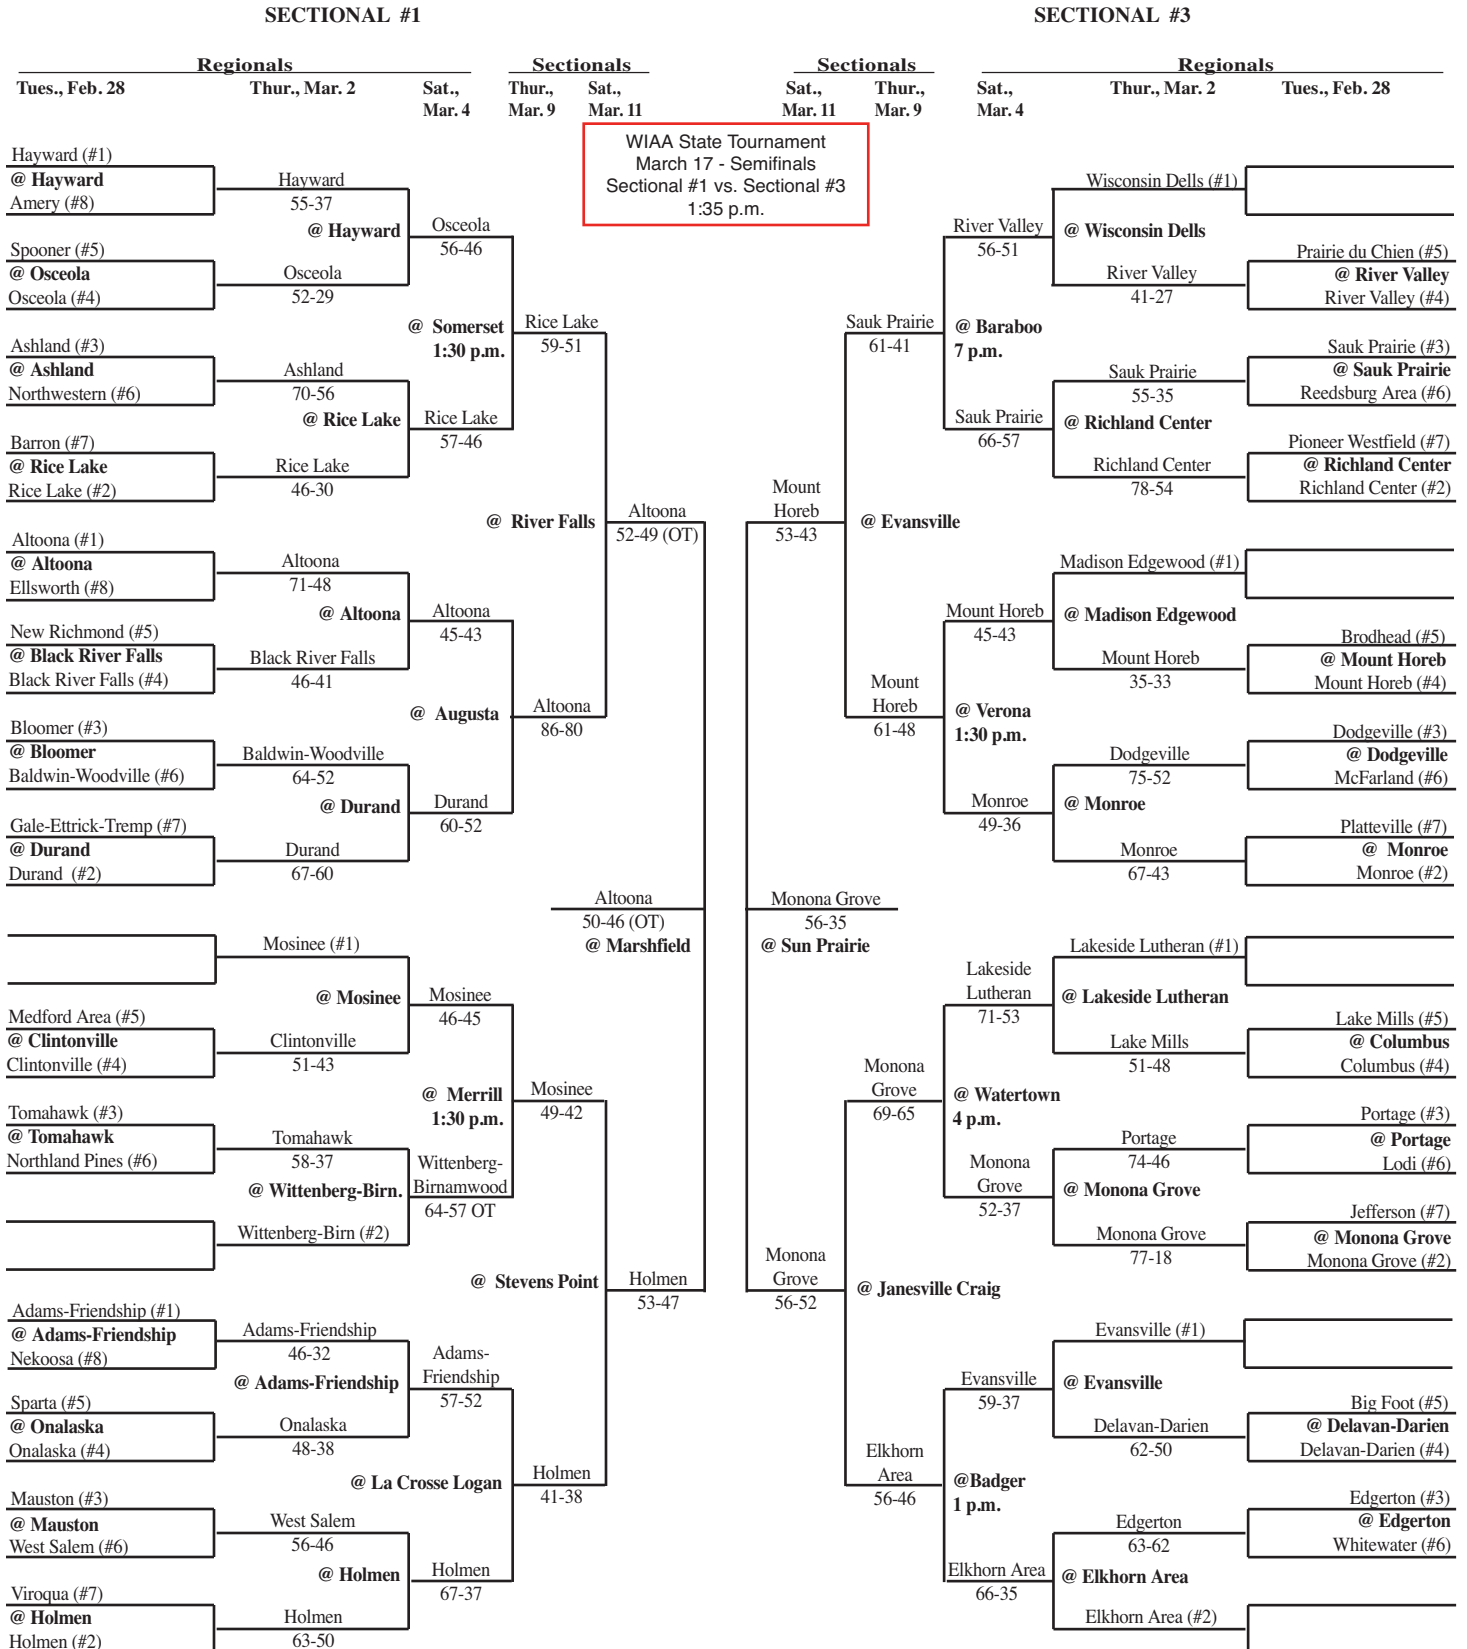 SECTIONAL #1
SECTIONAL #3
Regionals
Sectionals
Sectionals
Regionals
Tues., Feb. 28
Thur., Mar. 2
Sat.,
Mar. 4
Thur.,
Mar. 9
Sat.,
Mar. 11
Sat.,
Mar. 11
Thur.,
Mar. 9
Sat.,
Mar. 4
Thur., Mar. 2
Tues., Feb. 28
WIAA State Tournament
March 17 - Semifinals
Sectional #1 vs. Sectional #3
1:35 p.m.
Hayward (#1)
@ Hayward
Amery (#8)
Spooner (#5)
@ Osceola
Osceola (#4)
Ashland (#3)
@ Ashland
Northwestern (#6)
Barron (#7)
@ Rice Lake
Rice Lake (#2)
Altoona (#1)
@ Altoona
Ellsworth (#8)
New Richmond (#5)
@ Black River Falls
Black River Falls (#4)
Bloomer (#3)
@ Bloomer
Baldwin-Woodville (#6)
Gale-Ettrick-Tremp (#7)
@ Durand
Durand (#2)
Medford Area (#5)
@ Clintonville
Clintonville (#4)
Tomahawk (#3)
@ Tomahawk
Northland Pines (#6)
Adams-Friendship (#1)
@ Adams-Friendship
Nekoosa (#8)
Sparta (#5)
@ Onalaska
Onalaska (#4)
Mauston (#3)
@ Mauston
West Salem (#6)
Viroqua (#7)
@ Holmen
Holmen (#2)
Hayward
55-37
@ Hayward
Osceola
52-29
Ashland
70-56
@ Rice Lake
Rice Lake
46-30
Altoona
71-48
@ Altoona
Black River Falls
46-41
Baldwin-Woodville
64-52
@ Durand
Durand
67-60
Mosinee (#1)
@ Mosinee
Clintonville
51-43
Tomahawk
58-37
@ Wittenberg-Birn.
Wittenberg-Birn (#2)
Adams-Friendship
46-32
@ Adams-Friendship
Onalaska
48-38
West Salem
56-46
@ Holmen
Holmen
63-50
Osceola
56-46
@ Somerset
1:30 p.m.
Rice Lake
57-46
Altoona
45-43
@ Augusta
Durand
60-52
Mosinee
46-45
@ Merrill
1:30 p.m.
Wittenberg-
Birnamwood
64-57 OT
Adams-
Friendship
57-52
@ La Crosse Logan
Holmen
67-37
Rice Lake
59-51
@ River Falls
Altoona
86-80
Mosinee
49-42
@ Stevens Point
Holmen
41-38
Altoona
52-49 (OT)
Altoona
50-46 (OT)
@ Marshfield
Holmen
53-47
Mount
Horeb
53-43
Monona Grove
56-35
@ Sun Prairie
Monona
Grove
56-52
Sauk Prairie
61-41
@ Evansville
Mount
Horeb
61-48
Monona
Grove
69-65
@ Janesville Craig
Elkhorn
Area
56-46
River Valley
56-51
@ Baraboo
7 p.m.
Sauk Prairie
66-57
Mount Horeb
45-43
@ Verona
1:30 p.m.
Monroe
49-36
Lakeside
Lutheran
71-53
@ Watertown
4 p.m.
Monona
Grove
52-37
Evansville
59-37
@Badger
1 p.m.
Elkhorn Area
66-35
Wisconsin Dells (#1)
@ Wisconsin Dells
River Valley
41-27
Sauk Prairie
55-35
@ Richland Center
Richland Center
78-54
Madison Edgewood (#1)
@ Madison Edgewood
Mount Horeb
35-33
Dodgeville
75-52
@ Monroe
Monroe
67-43
Lakeside Lutheran (#1)
@ Lakeside Lutheran
Lake Mills
51-48
Portage
74-46
@ Monona Grove
Monona Grove
77-18
Evansville (#1)
@ Evansville
Delavan-Darien
62-50
Edgerton
63-62
@ Elkhorn Area
Elkhorn Area (#2)
Prairie du Chien (#5)
@ River Valley
River Valley (#4)
Sauk Prairie (#3)
@ Sauk Prairie
Reedsburg Area (#6)
Pioneer Westfield (#7)
@ Richland Center
Richland Center (#2)
Brodhead (#5)
@ Mount Horeb
Mount Horeb (#4)
Dodgeville (#3)
@ Dodgeville
McFarland (#6)
Platteville (#7)
@ Monroe
Monroe (#2)
Lake Mills (#5)
@ Columbus
Columbus (#4)
Portage (#3)
@ Portage
Lodi (#6)
Jefferson (#7)
@ Monona Grove
Monona Grove (#2)
Big Foot (#5)
@ Delavan-Darien
Delavan-Darien (#4)
Edgerton (#3)
@ Edgerton
Whitewater (#6)